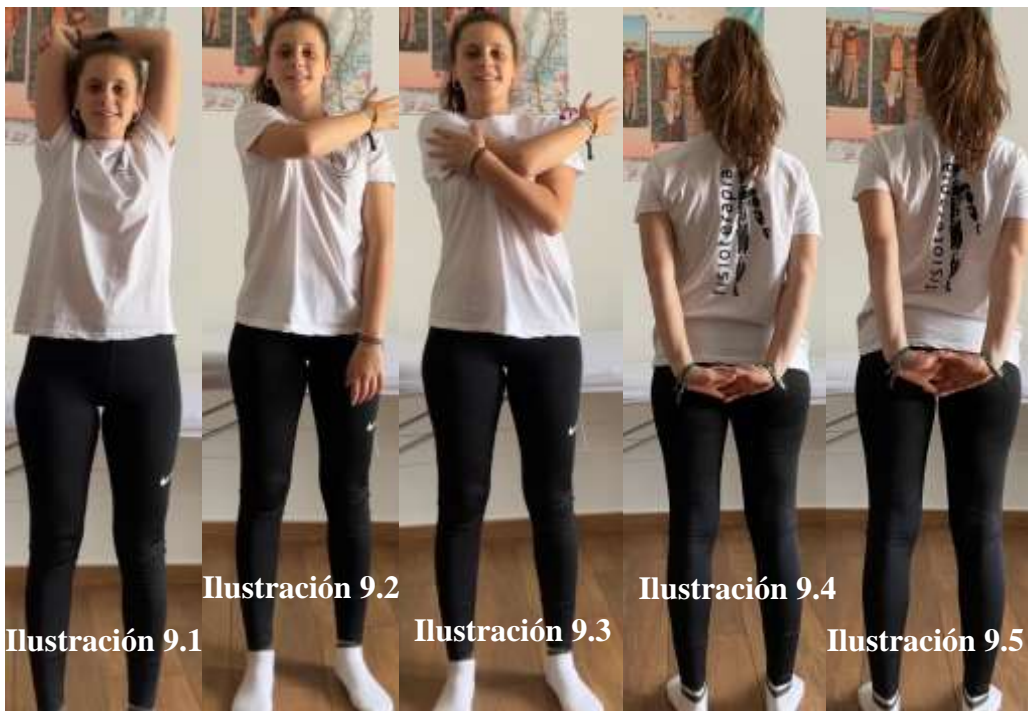 fisioterapia
fisioterapia
Ilustración 9.1
Ilustración 9.2
Ilustración 9.3
Ilustración 9.4
Ilustración 9.5